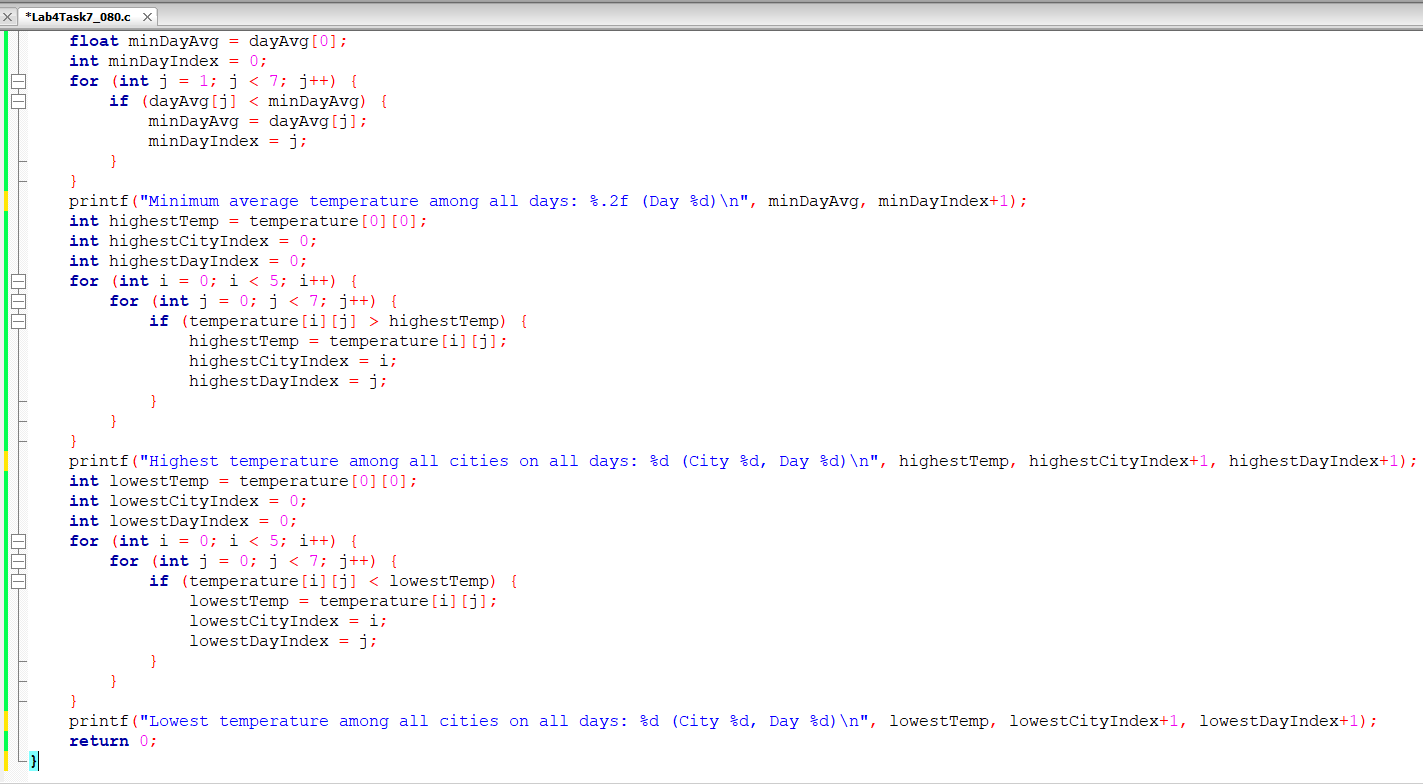 *Lab4Task7_080.c
    float minDayAvg = dayAvg[0];
    int minDayIndex = 0;
    for (int j = 1; j < 7; j++) {
        if (dayAvg[j] < minDayAvg) {
            minDayAvg = dayAvg[j];
            minDayIndex = j;
        }
    }
    printf("Minimum average temperature among all days: %.2f (Day %d)\n", minDayAvg, minDayIndex+1);
    int highestTemp = temperature[0][0];
    int highestCityIndex = 0;
    int highestDayIndex = 0;
    for (int i = 0; i < 5; i++) {
        for (int j = 0; j < 7; j++) {
            if (temperature[i][j] > highestTemp) {
                highestTemp = temperature[i][j];
                highestCityIndex = i;
                highestDayIndex = j;
            }
        }
    }
    printf("Highest temperature among all cities on all days: %d (City %d, Day %d)\n", highestTemp, highestCityIndex+1, highestDayIndex+1);
    int lowestTemp = temperature[0][0];
    int lowestCityIndex = 0;
    int lowestDayIndex = 0;
    for (int i = 0; i < 5; i++) {
        for (int j = 0; j < 7; j++) {
            if (temperature[i][j] < lowestTemp) {
                lowestTemp = temperature[i][j];
                lowestCityIndex = i;
                lowestDayIndex = j;
            }
        }
    }
    printf("Lowest temperature among all cities on all days: %d (City %d, Day %d)\n", lowestTemp, lowestCityIndex+1, lowestDayIndex+1);
    return 0;
}